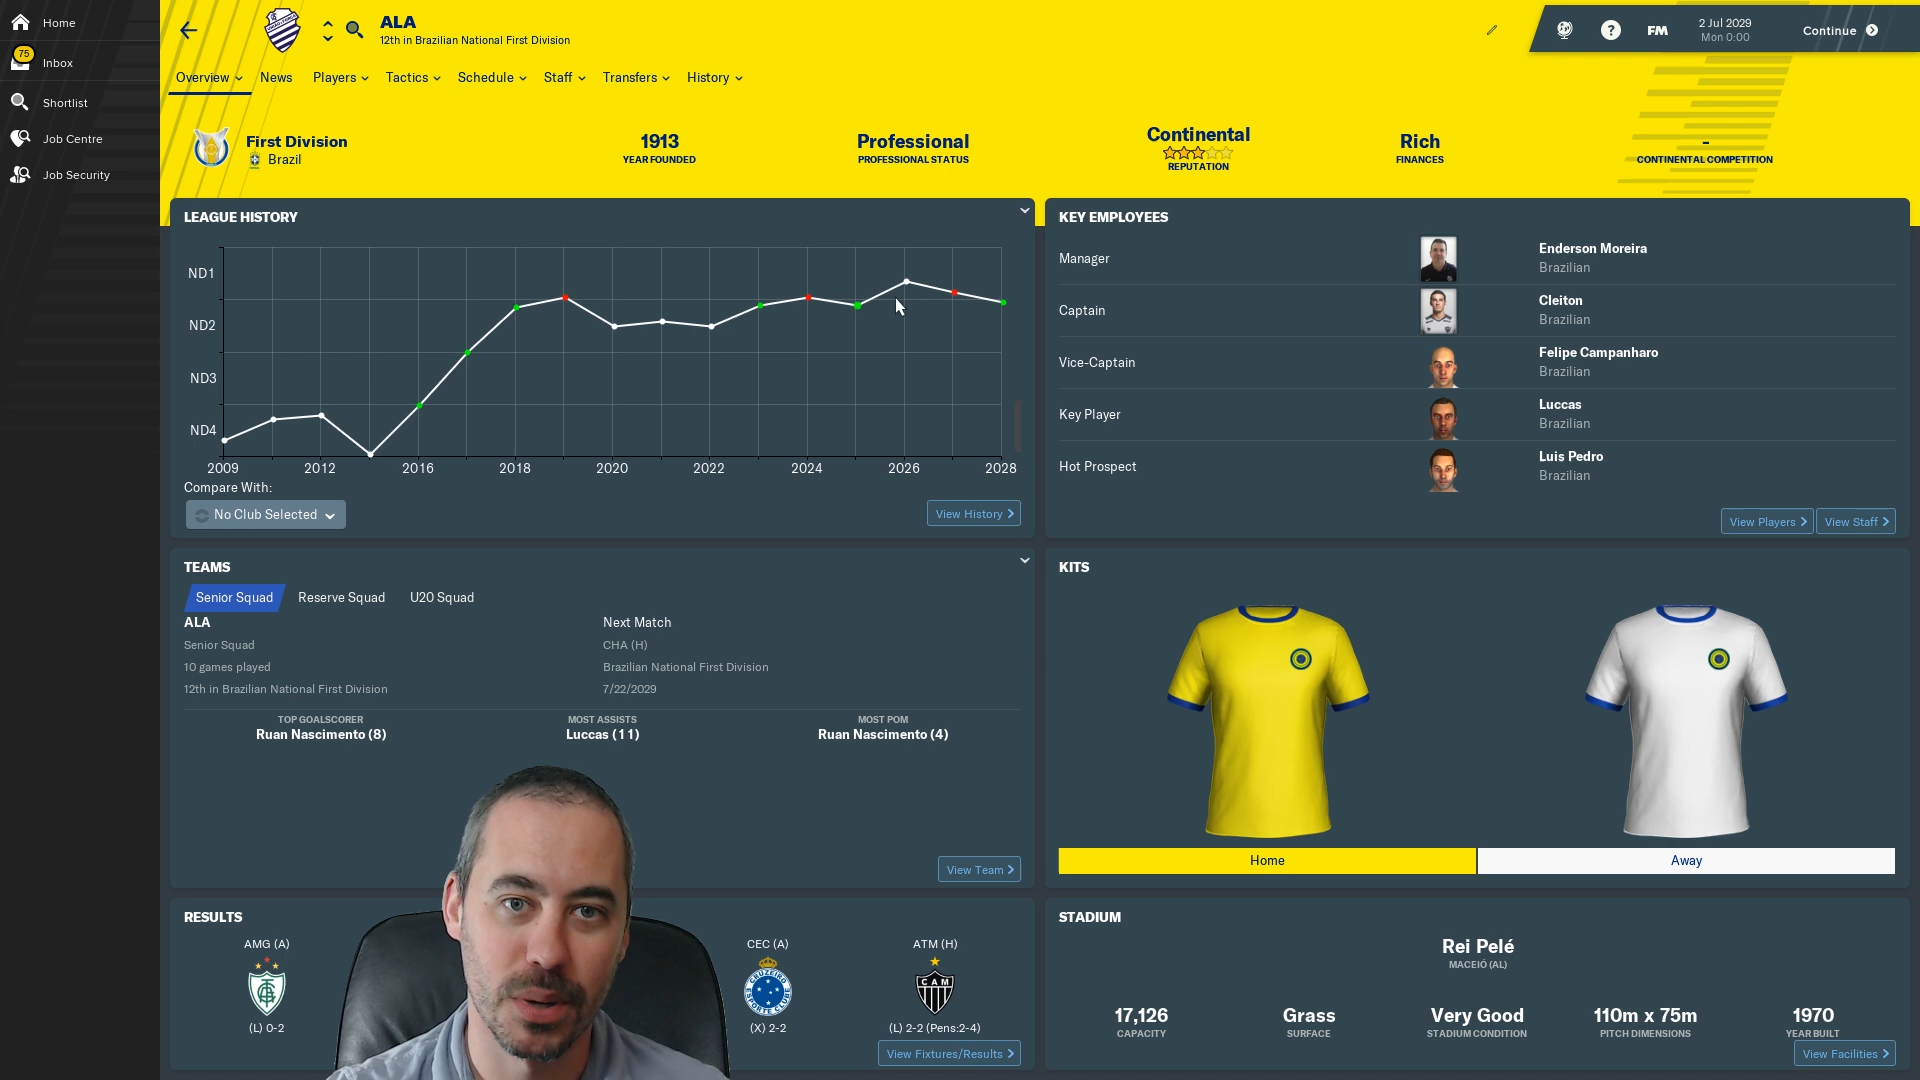 Home
75
Inbox
Shortlist
Job Centre
Job Security
ALA
12th in Brazilian National First Division
?
FM
2 Jul 2029
Mon 0:00
Continue
Overview
News
Players
Tactics
Schedule
Staff
Transfers
History
First Division
Brazil
1913
YEAR FOUNDED
Professional
PROFESSIONAL STATUS
Continental
REPUTATION
Rich
FINANCES
-
CONTINENTAL COMPETITION
LEAGUE HISTORY
ND1
ND2
ND3
ND4
2009 2012 2016 2018 2020 2022 2024 2026 2028
Compare With:
No Club Selected
View History
KEY EMPLOYEES
Manager
Enderson Moreira
Brazilian
Captain
Cleiton
Brazilian
Vice-Captain
Felipe Campanharo
Brazilian
Key Player
Luccas
Brazilian
Hot Prospect
Luis Pedro
Brazilian
View Players
View Staff
TEAMS
Senior Squad
Reserve Squad
U20 Squad
ALA
Senior Squad
10 games played
12th in Brazilian National First Division
Next Match
CHA (H)
Brazilian National First Division
7/22/2029
TOP GOALSCORER
Ruan Nascimento (8)
MOST ASSISTS
Luccas (11)
MOST POM
Ruan Nascimento (4)
View Team
KITS
Home
Away
RESULTS
AMG (A)
(L) 0-2
CEC (A)
CRUZEIRO
ESPORTE CLUBE
(X) 2-2
ATM (H)
CAM
(L) 2-2 (Pens:2-4)
View Fixtures/Results
STADIUM
Rei Pelé
MACEIÓ (AL)
17,126
CAPACITY
Grass
SURFACE
Very Good
STADIUM CONDITION
110m x 75m
PITCH DIMENSIONS
1970
YEAR BUILT
View Facilities